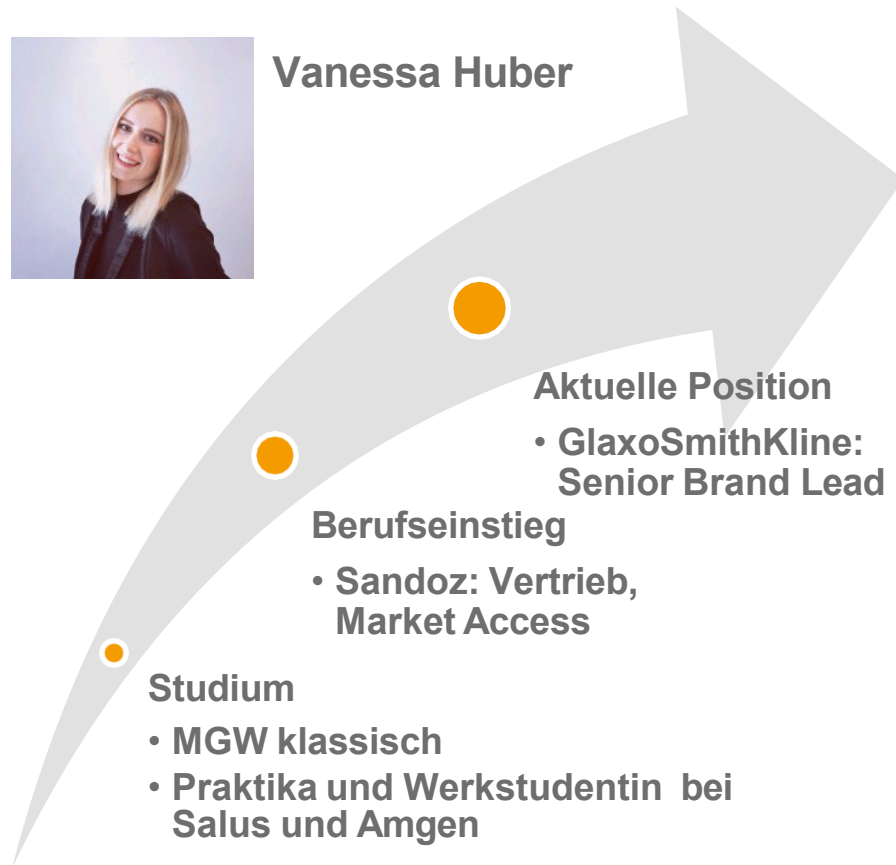 Vanessa Huber
Aktuelle Position
• GlaxoSmithKline:
Senior Brand Lead
Berufseinstieg
• Sandoz: Vertrieb,
Market Access
Studium
• MGW klassisch
• Praktika und Werkstudentin bei
Salus und Amgen